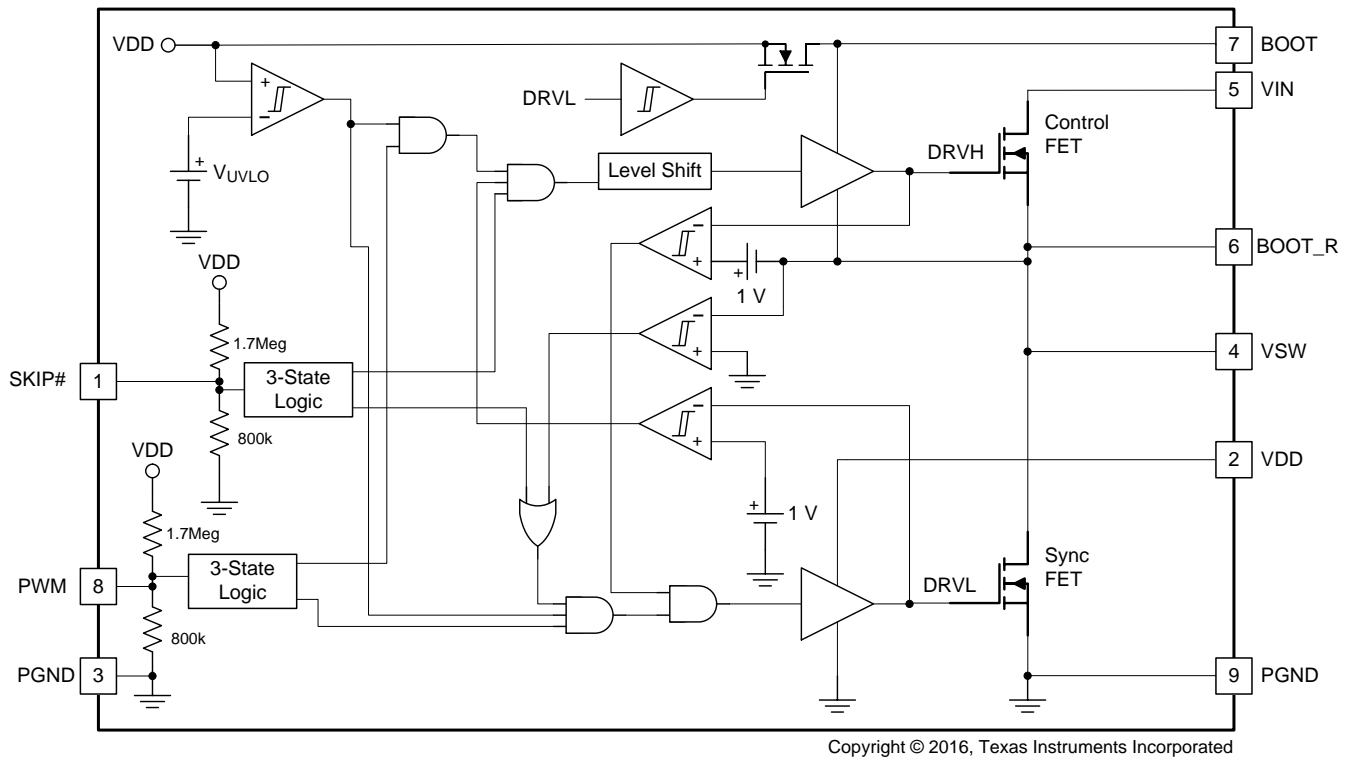 VDD
7 BOOT
DRVL
5 VIN
Control
FET
DRVH
+
−
+
V_UVLO
Level Shift
−
+
+
1 V
6 BOOT_R
VDD
1.7Meg
−
+
4 VSW
SKIP# 1
3-State
Logic
800k
−
+
VDD
2 VDD
1.7Meg
+
1 V
Sync
FET
PWM 8
3-State
Logic
DRVL
800k
PGND 3
9 PGND
Copyright © 2016, Texas Instruments Incorporated